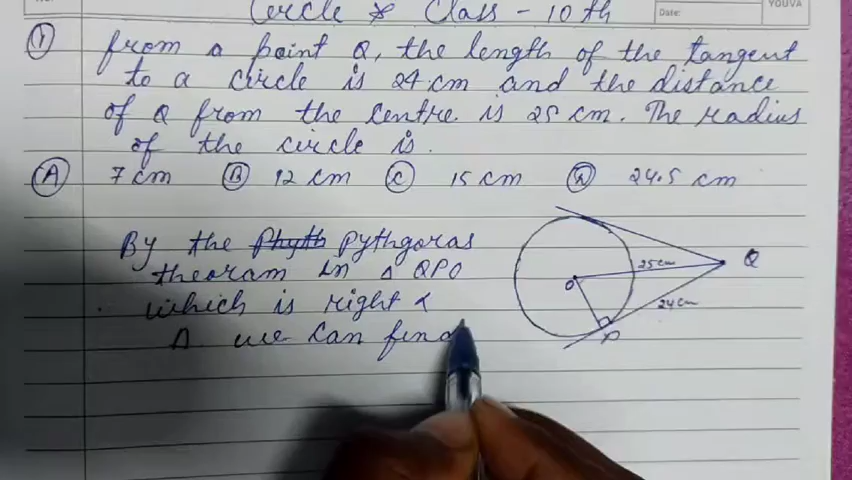 Circle * Class - 10th
Date:
YOUVA
① from a point Q, the length of the tangent
to a circle is 24 cm and the distance
of Q from the centre is 25 cm. The radius
of the circle is.
Ⓐ 7 cm Ⓑ 12 cm Ⓒ 15 cm Ⓓ 24.5 cm
By the pythgoras
theoram in △ QPO
which is right ∠
△ we can find
25 cm
Q
O
24 cm
P